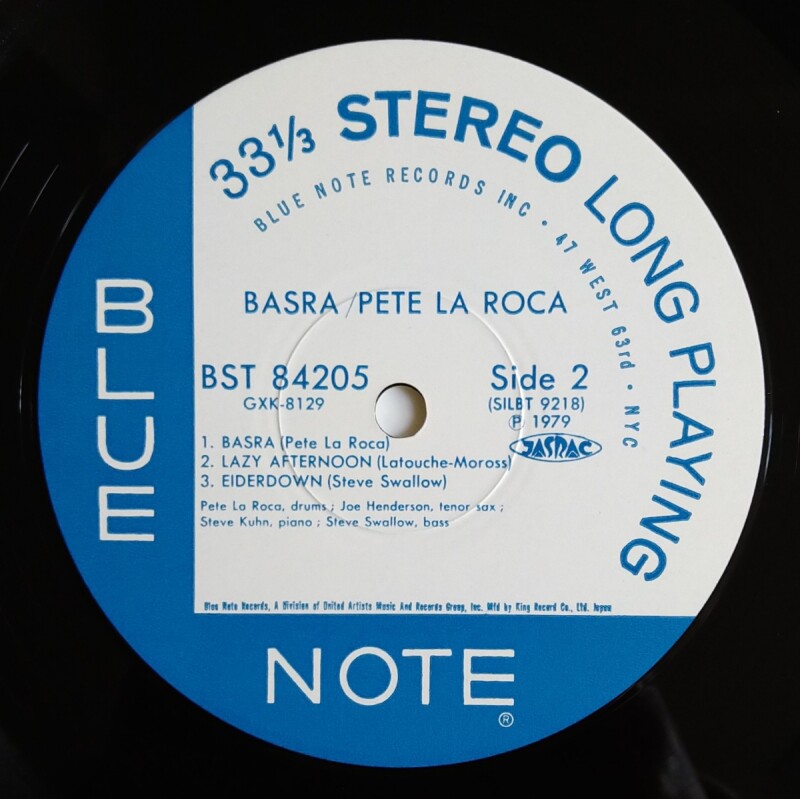 33⅓ STEREO LONG PLAYING
BLUE NOTE RECORDS INC • 47 WEST 63rd • NYC
BASRA/PETE LA ROCA
BST 84205
GXK-8129
Side 2
(SILBT 9218)
Ⓟ 1979
JASRAC
1. BASRA (Pete La Roca)
2. LAZY AFTERNOON (Latouche-Moross)
3. EIDERDOWN (Steve Swallow)
Pete La Roca, drums ; Joe Henderson, tenor sax ;
Steve Kuhn, piano ; Steve Swallow, bass
Blue Note Records, A Division of United Artists Music And Records Group, Inc. Mfd by King Record Co., Ltd. Japan
BLUE
NOTE®